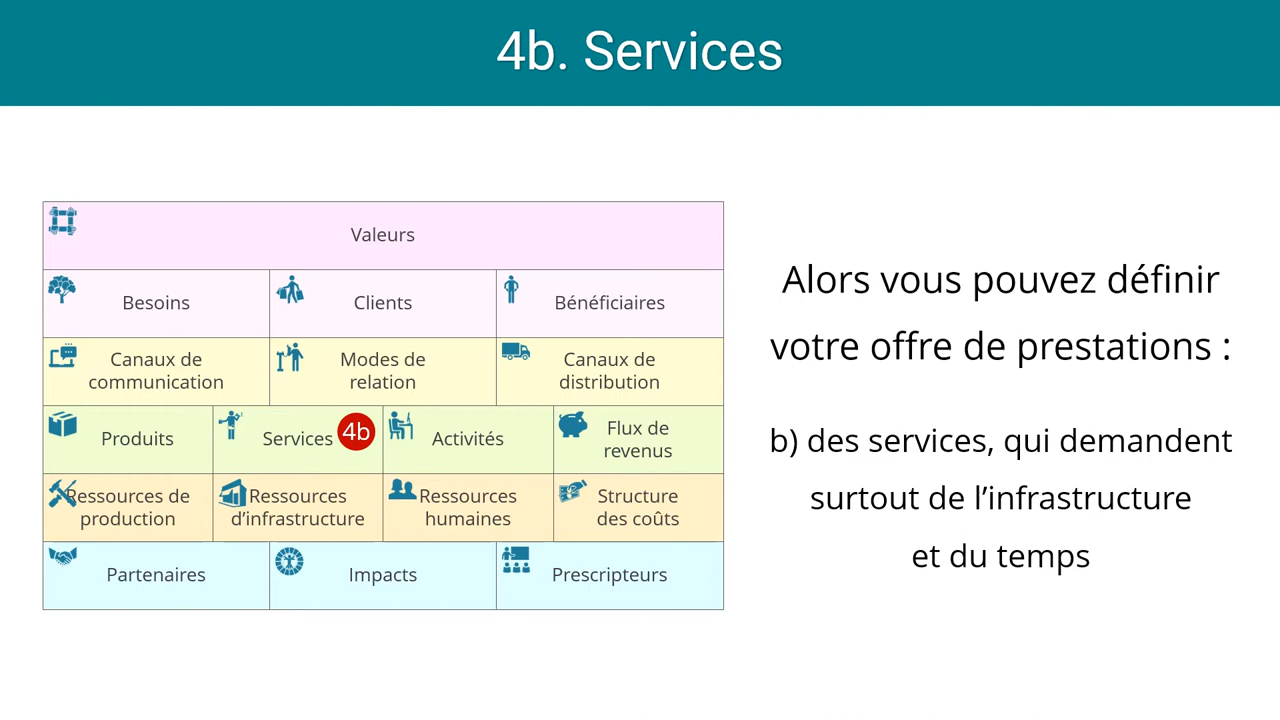 4b. Services
Valeurs
Besoins
Clients
Bénéficiaires
Canaux de
communication
Modes de
relation
Canaux de
distribution
Produits
Services
4b
Activités
Flux de
revenus
Ressources de
production
Ressources
d’infrastructure
Ressources
humaines
Structure
des coûts
Partenaires
Impacts
Prescripteurs
Alors vous pouvez définir
votre offre de prestations :
b) des services, qui demandent
surtout de l’infrastructure
et du temps